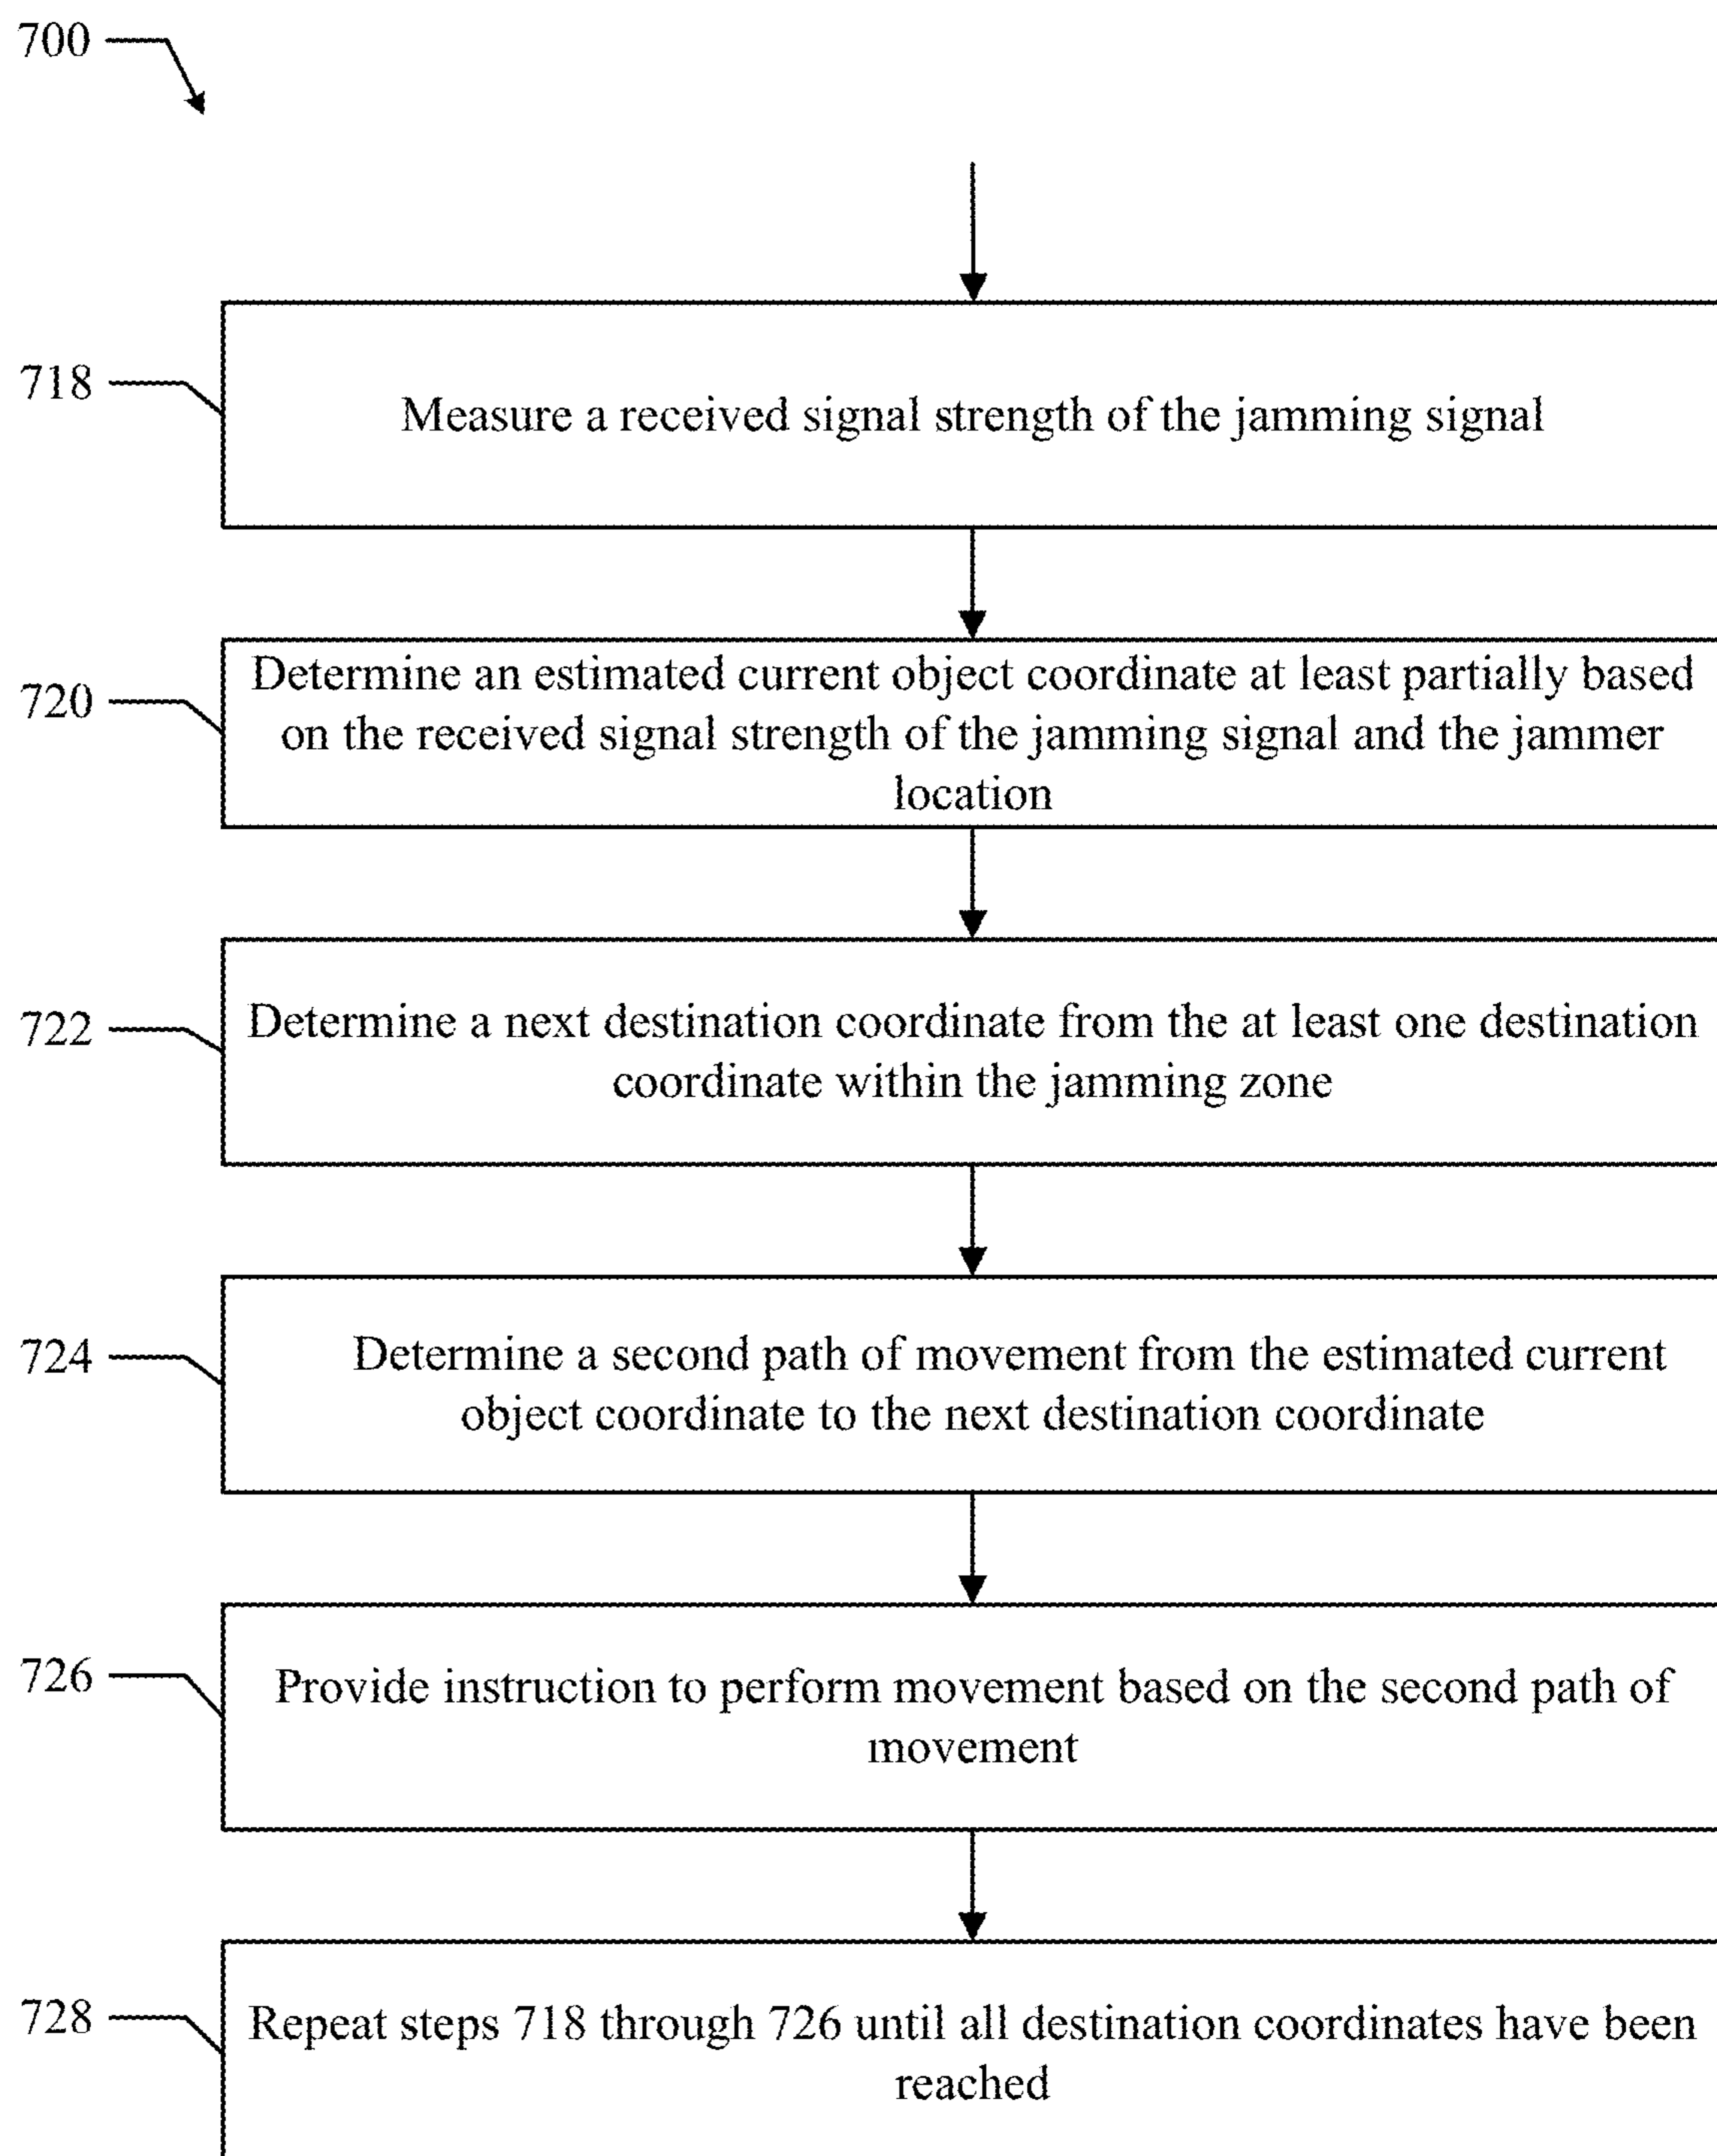 700
718
Measure a received signal strength of the jamming signal
720
Determine an estimated current object coordinate at least partially based
on the received signal strength of the jamming signal and the jammer
location
722
Determine a next destination coordinate from the at least one destination
coordinate within the jamming zone
724
Determine a second path of movement from the estimated current
object coordinate to the next destination coordinate
726
Provide instruction to perform movement based on the second path of
movement
728
Repeat steps 718 through 726 until all destination coordinates have been
reached